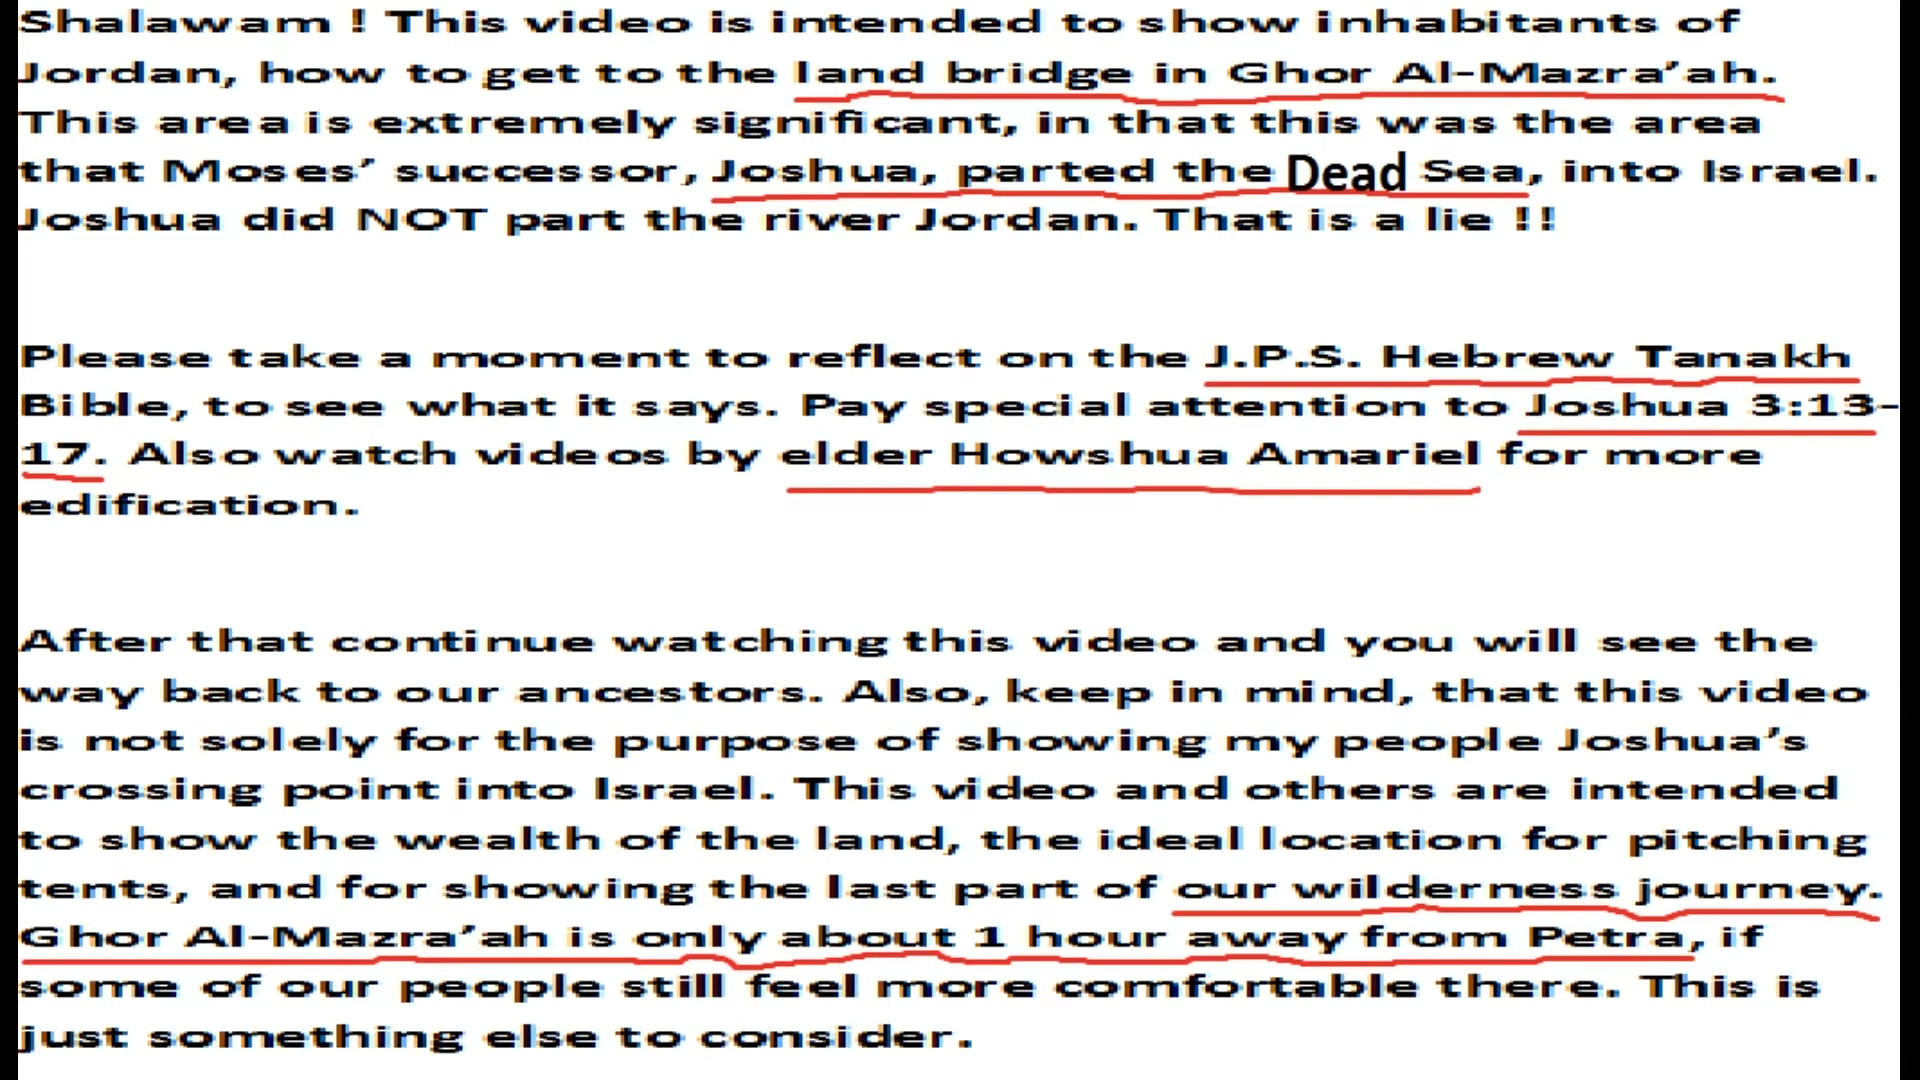 Shalawam ! This video is intended to show inhabitants of
Jordan, how to get to the land bridge in Ghor Al-Mazra’ah.
This area is extremely significant, in that this was the area
that Moses’ successor, Joshua, parted the Dead Sea, into Israel.
Joshua did NOT part the river Jordan. That is a lie !!
Please take a moment to reflect on the J.P.S. Hebrew Tanakh
Bible, to see what it says. Pay special attention to Joshua 3:13-
17. Also watch videos by elder Howshua Amariel for more
edification.
After that continue watching this video and you will see the
way back to our ancestors. Also, keep in mind, that this video
is not solely for the purpose of showing my people Joshua’s
crossing point into Israel. This video and others are intended
to show the wealth of the land, the ideal location for pitching
tents, and for showing the last part of our wilderness journey.
Ghor Al-Mazra’ah is only about 1 hour away from Petra, if
some of our people still feel more comfortable there. This is
just something else to consider.